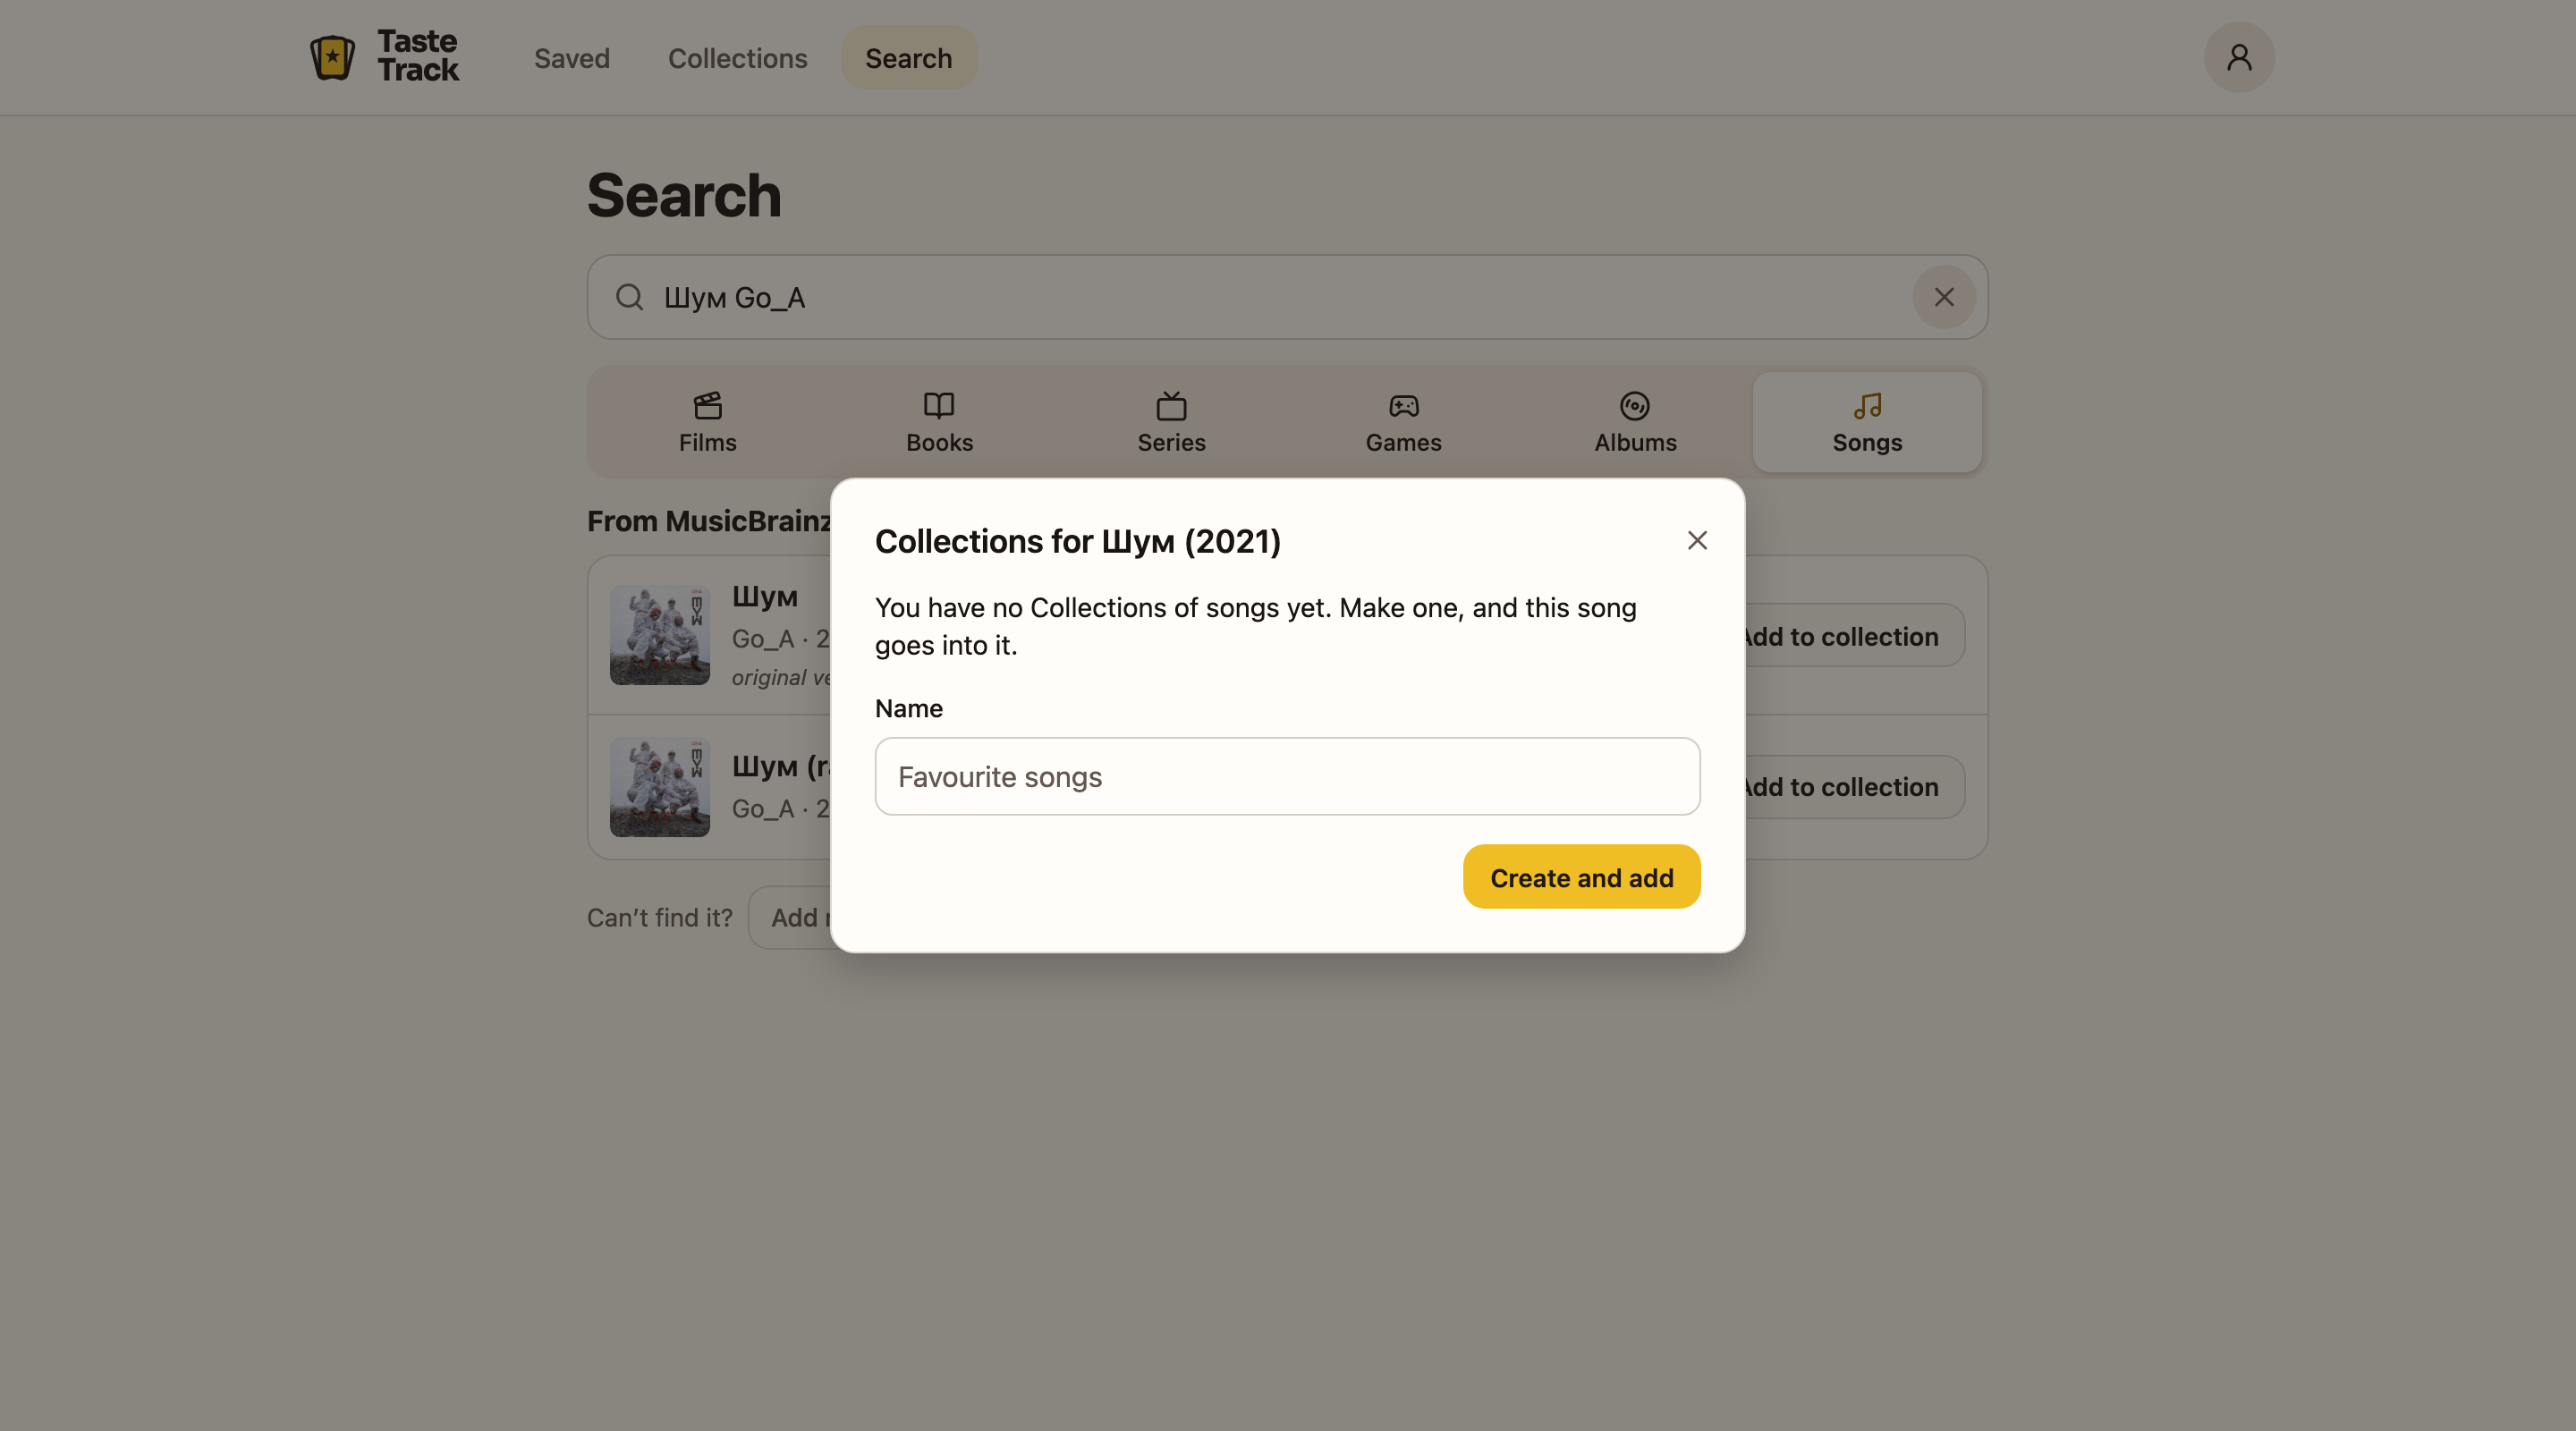 Taste
Track
Saved
Collections
Search
Search
Шум Go_A
Films
Books
Series
Games
Albums
Songs
From MusicBrainz
Collections for Шум (2021)
You have no Collections of songs yet. Make one, and this song
goes into it.
Name
Favourite songs
Create and add
Шум
Go_A · 2
original
Add to collection
Шум
Go_A · 2
Add to collection
Can’t find it?
Add